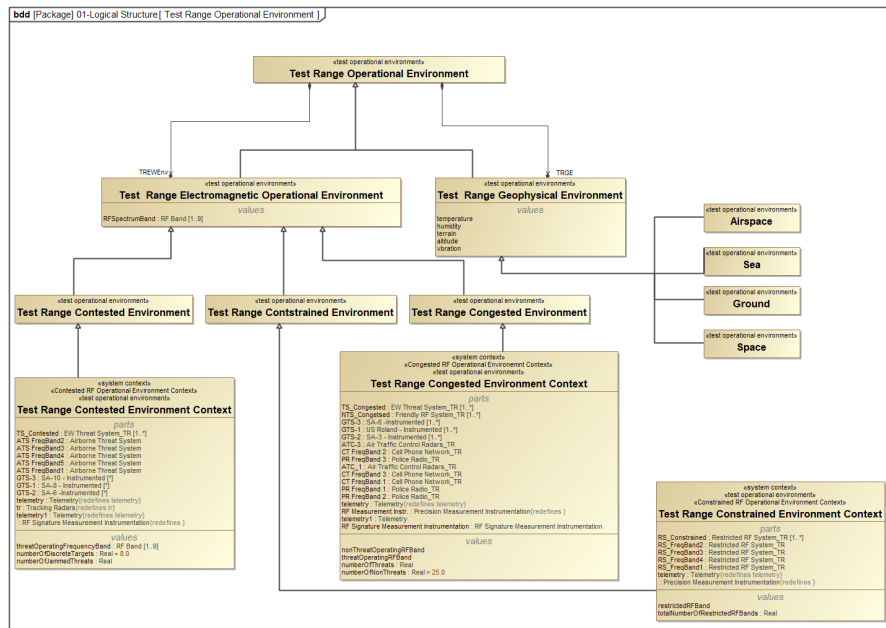 bdd [Package] 01-Logical Structure[ Test Range Operational Environment ]
«test operational environment»
Test Range Operational Environment
TREWEnv
TRGE
«test operational environment»
Test  Range Electromagnetic Operational Environment
values
RFSpectrumBand : RF Band [1..9]
«test operational environment»
Test  Range Geophysical Environment
values
temperature
humidity
terrain
altitude
vbration
«test operational environment»
Airspace
«test operational environment»
Sea
«test operational environment»
Ground
«test operational environment»
Space
«test operational environment»
Test Range Contested Environment
«test operational environment»
Test Range Contstrained Environment
«test operational environment»
Test Range Congested Environment
«system context»
«Contested RF Operational Environment Context»
«test operational environment»
Test Range Contested Environment Context
parts
TS_Contested : EW Threat System_TR [1..*]
ATS FreqBand2 : Airborne Threat System
ATS FreqBand3 : Airborne Threat System
ATS FreqBand4 : Airborne Threat System
ATS FreqBand5 : Airborne Threat System
ATS FreqBand1 : Airborne Threat System
GTS-3 : SA-10 - Instrumented [*]
GTS-1 : SA-8 - Instrumented [*]
GTS-2 : SA-6 -Instrumented [*]
telemetry : Telemetry{redefines telemetry}
tr : Tracking Radars{redefines tr}
telemetry1 : Telemetry{redefines telemetry}
: RF Signature Measurement Instrumentation{redefines }
values
threatOperatingFrequencyBand : RF Band [1..9]
numberOfDiscreteTargets : Real = 8.0
numberOfJammedThreats : Real
«system context»
«Congested RF Operational Environemnt Context»
«test operational environment»
Test Range Congested Environment Context
parts
TS_Congested : EW Threat System_TR [1..*]
NTS_Congetsed : Friendly RF System_TR [1..*]
GTS-3 : SA-6 -Instrumented [1..*]
GTS-1 : US Roland - Instrumented [1..*]
GTS-2 : SA-3 - Instrumented [1..*]
ATC-3 : Air Traffic Control Radars_TR
CT FreqBand 2 : Cell Phone Network_TR
PR FreqBand 3 : Police Radio_TR
ATC_1 : Air Traffic Control Radars_TR
CT FreqBand 3 : Cell Phone Network_TR
CT FreqBand 1 : Cell Phone Network_TR
PR FreqBand 1 : Police Radio_TR
PR FreqBand 2 : Police Radio_TR
telemetry : Telemetry{redefines telemetry}
RF Measurement Instr. : Precision Measurement Instrumentation{redefines }
telemetry1 : Telemetry
RF Signature Measurement Instrumentation : RF Signature Measurement Instrumentation
values
nonThreatOperatingRFBand
threatOperatingRFBand
numberOfThreats : Real
numberOfNonThreats : Real = 25.0
«system context»
«test operational environment»
«Constrained RF Operational Environment Context»
Test Range Constrained Environment Context
parts
RS_Constrained : Restricted RF System_TR [1..*]
RS_FreqBand2 : Restricted RF System_TR
RS_FreqBand3 : Restricted RF System_TR
RS_FreqBand4 : Restricted RF System_TR
RS_FreqBand1 : Restricted RF System_TR
telemetry : Telemetry{redefines telemetry}
: Precision Measurement Instrumentation{redefines }
values
restrictedRFBand
totalNumberOfRestrictedRFBands : Real